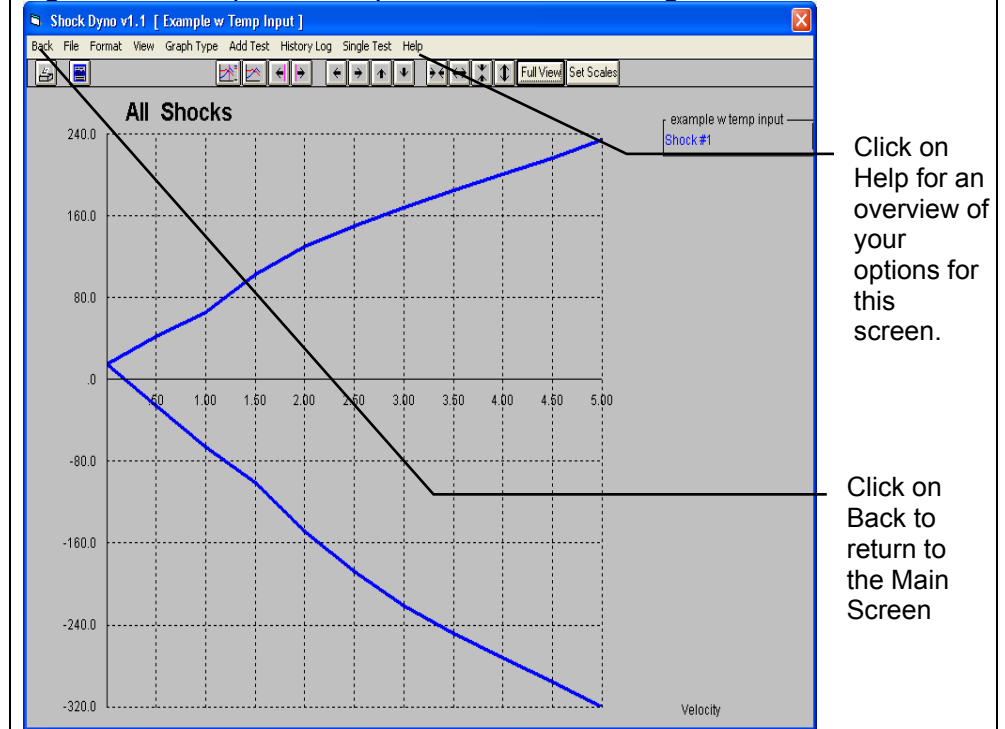 Shock Dyno v1.1 [ Example w Temp Input ]
Back File Format View Graph Type Add Test History Log Single Test Help
Full View Set Scales
All Shocks
example w temp input
Shock #1
240.0
160.0
80.0
.0
.50 1.00 1.50 2.00 2.50 3.00 3.50 4.00 4.50 5.00
-80.0
-160.0
-240.0
-320.0
Velocity
Click on
Help for an
overview of
your
options for
this
screen.
Click on
Back to
return to
the Main
Screen